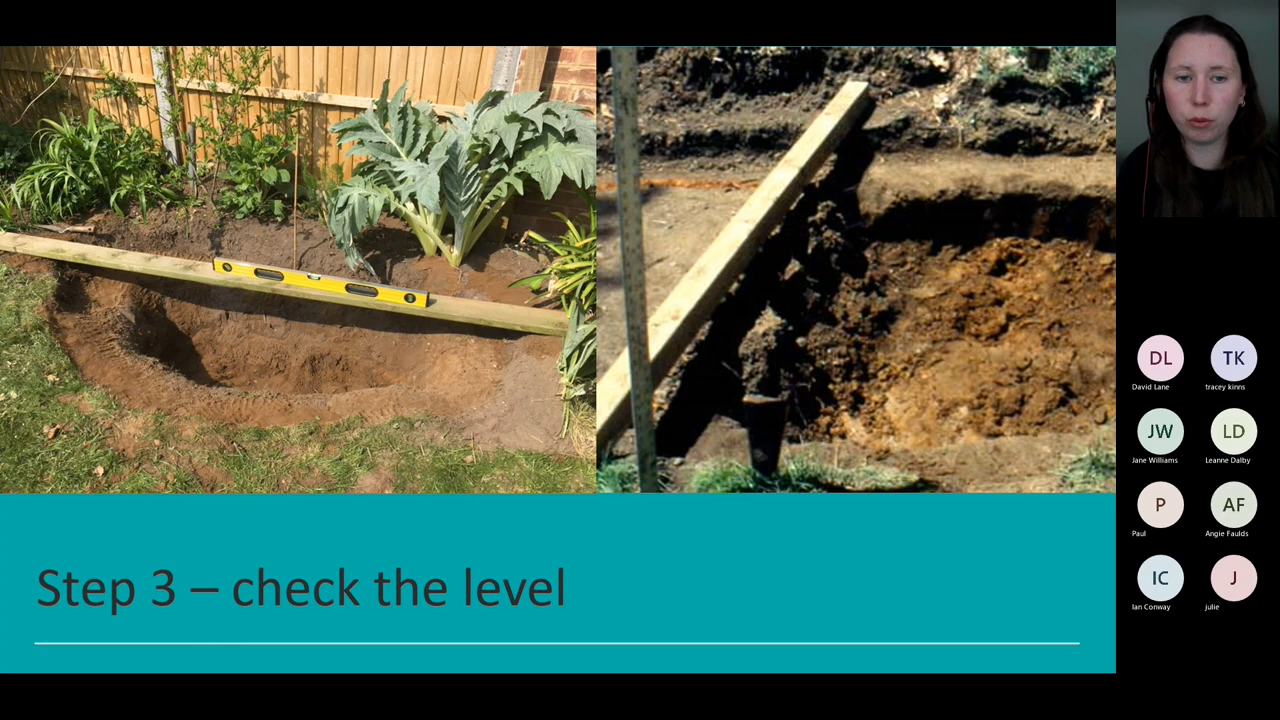 Step 3 – check the level
DL
TK
David Lane
tracey kinns
JW
LD
Jane Williams
Leanne Dalby
P
AF
Paul
Angie Faulds
IC
J
Ian Conway
julie